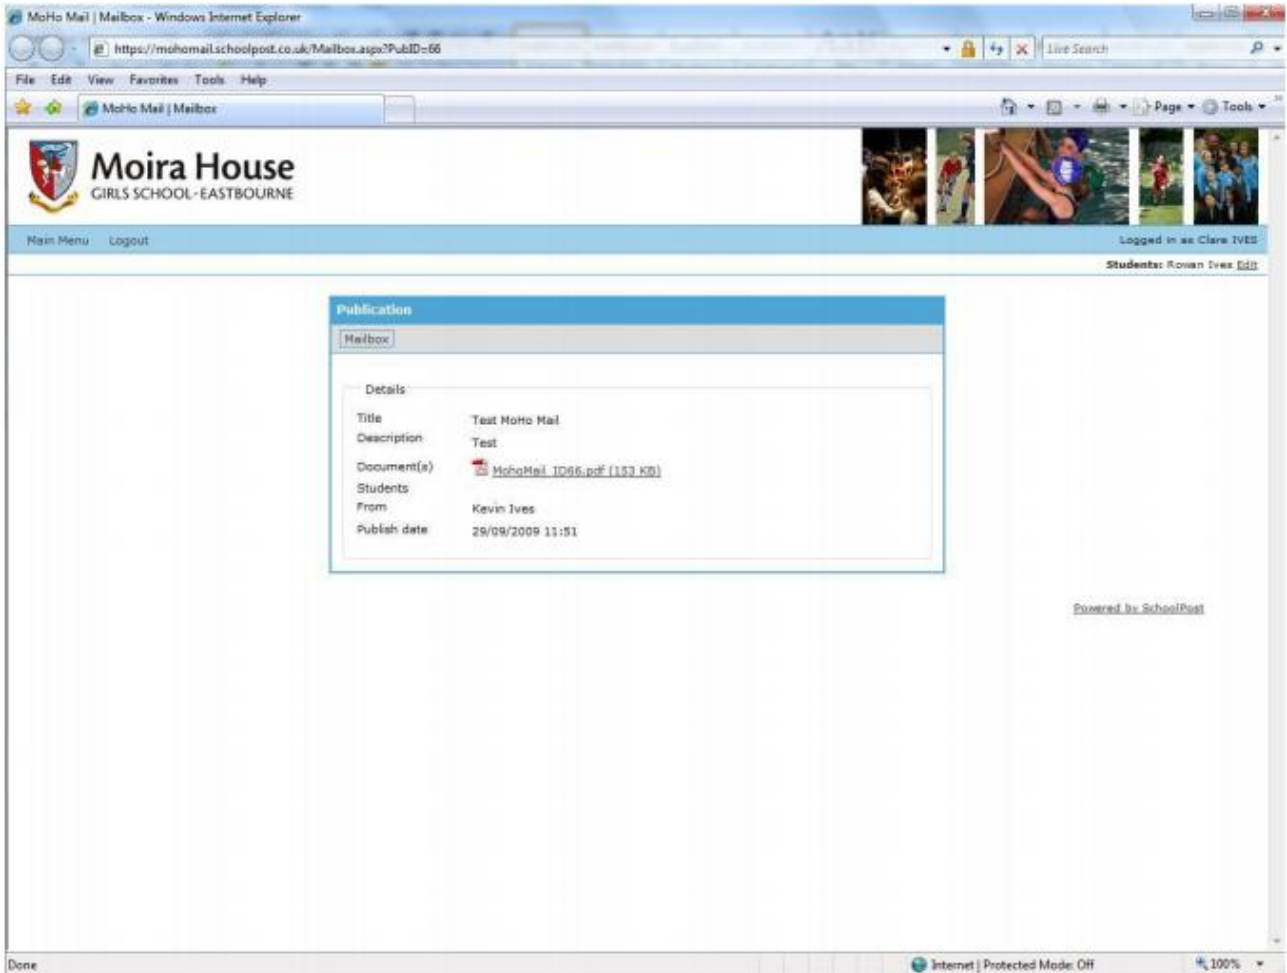 MoHo Mail | Mailbox - Windows Internet Explorer
https://mohomail.schoolpost.co.uk/Mailbox.aspx?PubID=66
Live Search
File Edit View Favorites Tools Help
MoHo Mail | Mailbox
Page Tools
Moira House
GIRLS SCHOOL-EASTBOURNE
Main Menu Logout
Logged in as Clare IVES
Students: Rowan Ives Edit
Publication
Mailbox
Details
Title Test MoHo Mail
Description Test
Document(s) MohoMail_ID66.pdf (153 KB)
Students
From Kevin Ives
Publish date 29/09/2009 11:51
Powered by SchoolPost
Done
Internet | Protected Mode: Off
100%